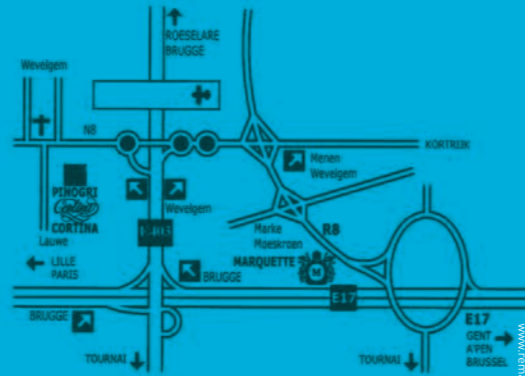 ROESELARE
BRUGGE
Wevelgem
N8
KORTRIJK
Menen
Wevelgem
PINOGRI
Cortina
CORTINA
Wevelgem
Lauwe
Marke
Moeskroen
R8
MARQUETTE
M
LILLE
PARIS
BRUGGE
E17
BRUGGE
E17
GENT
A'PEN
BRUSSEL
TOURNAI
TOURNAI